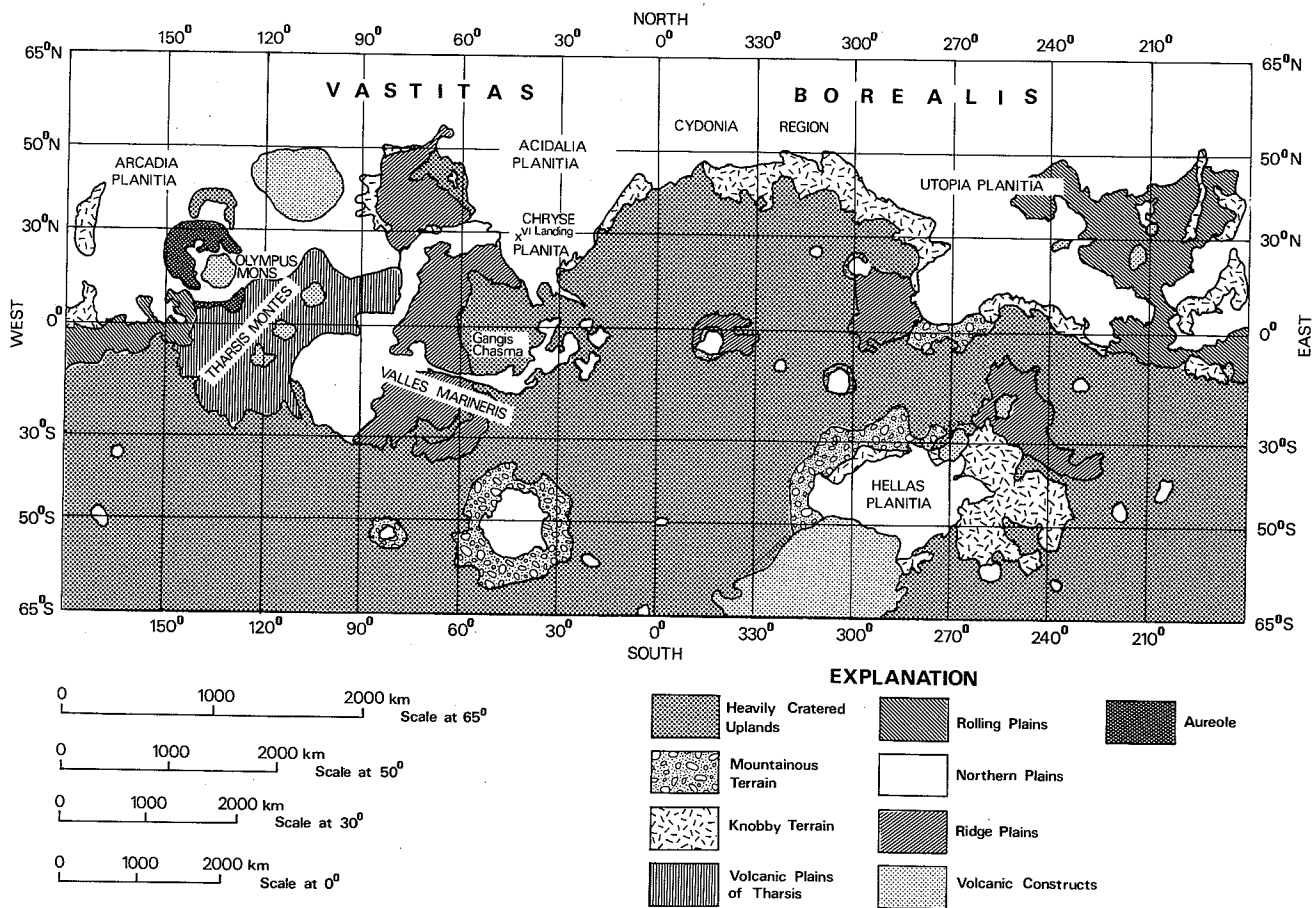 NORTH
150⁰ 120⁰ 90⁰ 60⁰ 30⁰ 0⁰ 330⁰ 300⁰ 270⁰ 240⁰ 210⁰
65⁰N 65⁰N
VASTITAS BOREALIS
CYDONIA REGION
50⁰N 50⁰N
ARCADIA
PLANITIA
ACIDALIA
PLANITIA
UTOPIA PLANITIA
30⁰N 30⁰N
CHRYSE
VI Landing
X
PLANITA
OLYMPUS
MONS
THARSIS MONTES
WEST
0⁰ 0⁰
EAST
Gangis
Chasma
VALLES MARINERIS
30⁰S 30⁰S
HELLAS
PLANITIA
50⁰S 50⁰S
65⁰S 65⁰S
150⁰ 120⁰ 90⁰ 60⁰ 30⁰ 0⁰ 330⁰ 300⁰ 270⁰ 240⁰ 210⁰
SOUTH
0 1000 2000 km
Scale at 65⁰
0 1000 2000 km
Scale at 50⁰
0 1000 2000 km
Scale at 30⁰
0 1000 2000 km
Scale at 0⁰
EXPLANATION
Heavily Cratered
Uplands
Mountainous
Terrain
Knobby Terrain
Volcanic Plains
of Tharsis
Rolling Plains
Northern Plains
Ridge Plains
Volcanic Constructs
Aureole